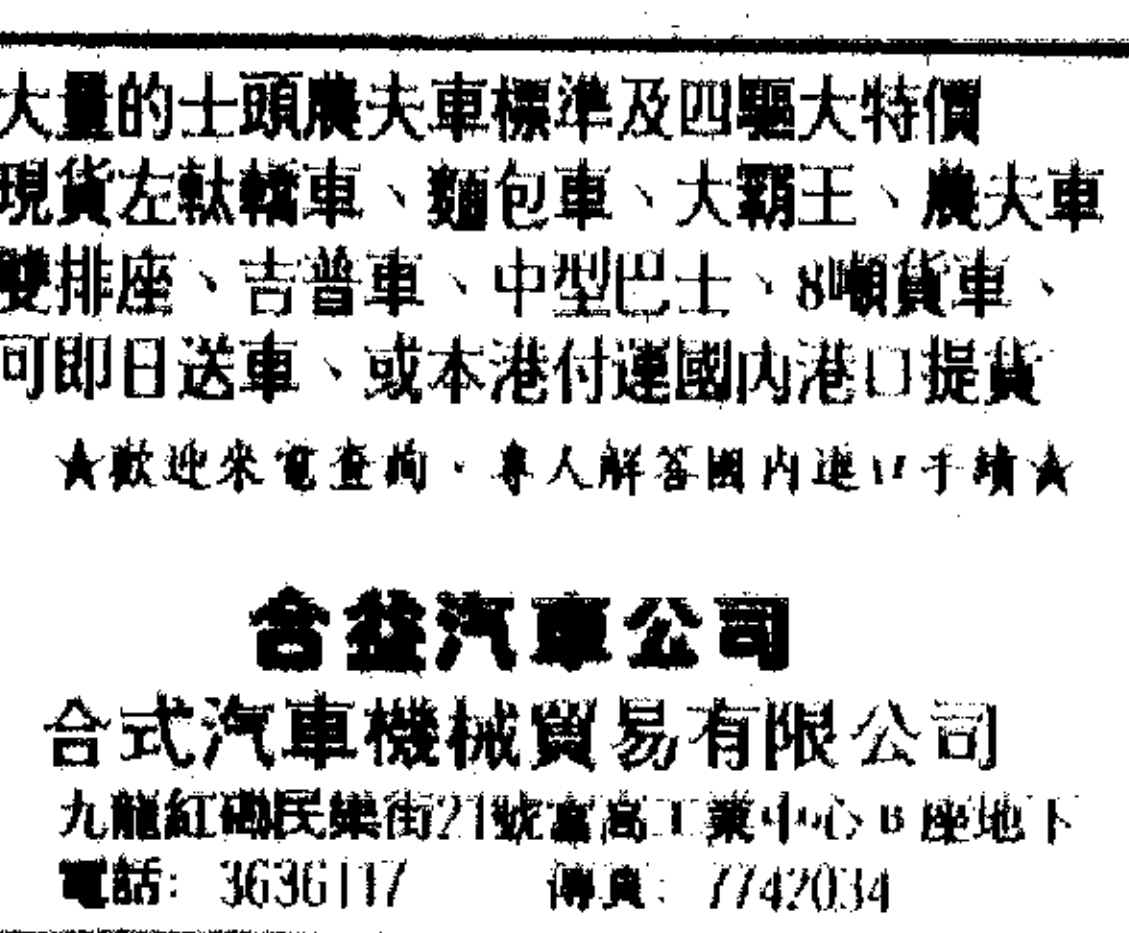 大量的士頭農夫車標準及四驅大特價
現貨左軚轎車、麵包車、大霸王、農夫車
雙排座、吉普車、中型巴士、8噸貨車、
可即日送車、或本港付運國內港口提貨
★歡迎來電查詢．專人解答國內進口手續★
合益汽車公司
合式汽車機械貿易有限公司
九龍紅磡民樂街21號富高工業中心B座地下
電話: 3636117 傳真: 7742034